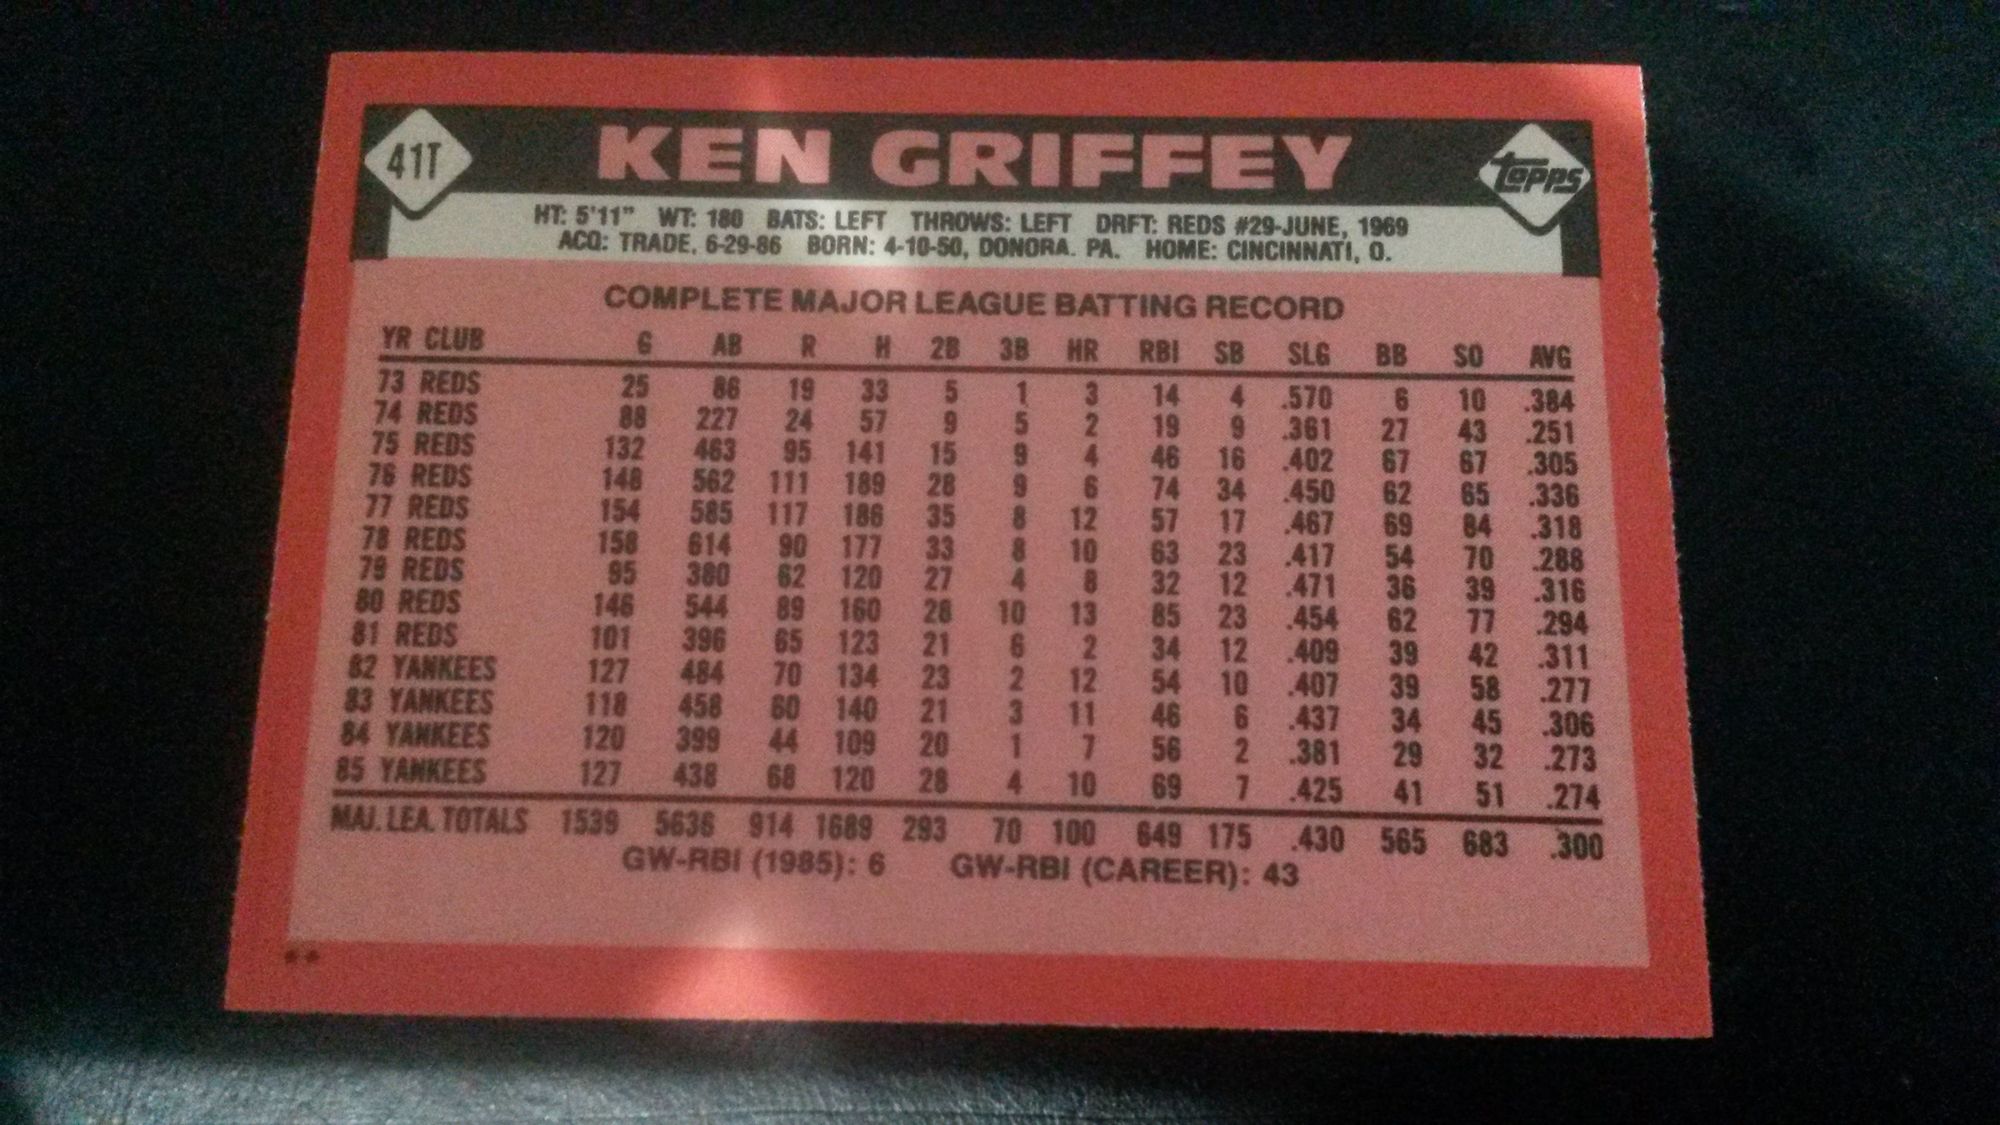 41T KEN GRIFFEY topps
HT: 5'11" WT: 180 BATS: LEFT THROWS: LEFT DRFT: REDS #29-JUNE, 1969
ACQ: TRADE, 6-29-86 BORN: 4-10-50, DONORA. PA. HOME: CINCINNATI, O.
COMPLETE MAJOR LEAGUE BATTING RECORD
YR CLUB G AB R H 2B 3B HR RBI SB SLG BB SO AVG
73 REDS 25 86 19 33 5 1 3 14 4 .570 6 10 .384
74 REDS 88 227 24 57 9 5 2 19 9 .361 27 43 .251
75 REDS 132 463 95 141 15 9 4 46 16 .402 67 67 .305
76 REDS 148 562 111 189 28 9 6 74 34 .450 62 65 .336
77 REDS 154 585 117 186 35 8 12 57 17 .467 69 84 .318
78 REDS 158 614 90 177 33 8 10 63 23 .417 54 70 .288
79 REDS 95 380 62 120 27 4 8 32 12 .471 36 39 .316
80 REDS 146 544 89 160 28 10 13 85 23 .454 62 77 .294
81 REDS 101 396 65 123 21 6 2 34 12 .409 39 42 .311
82 YANKEES 127 484 70 134 23 2 12 54 10 .407 39 58 .277
83 YANKEES 118 458 60 140 21 3 11 46 6 .437 34 45 .306
84 YANKEES 120 399 44 109 20 1 7 56 2 .381 29 32 .273
85 YANKEES 127 438 68 120 28 4 10 69 7 .425 41 51 .274
MAJ. LEA. TOTALS 1539 5636 914 1689 293 70 100 649 175 .430 565 683 .300
GW-RBI (1985): 6 GW-RBI (CAREER): 43
**